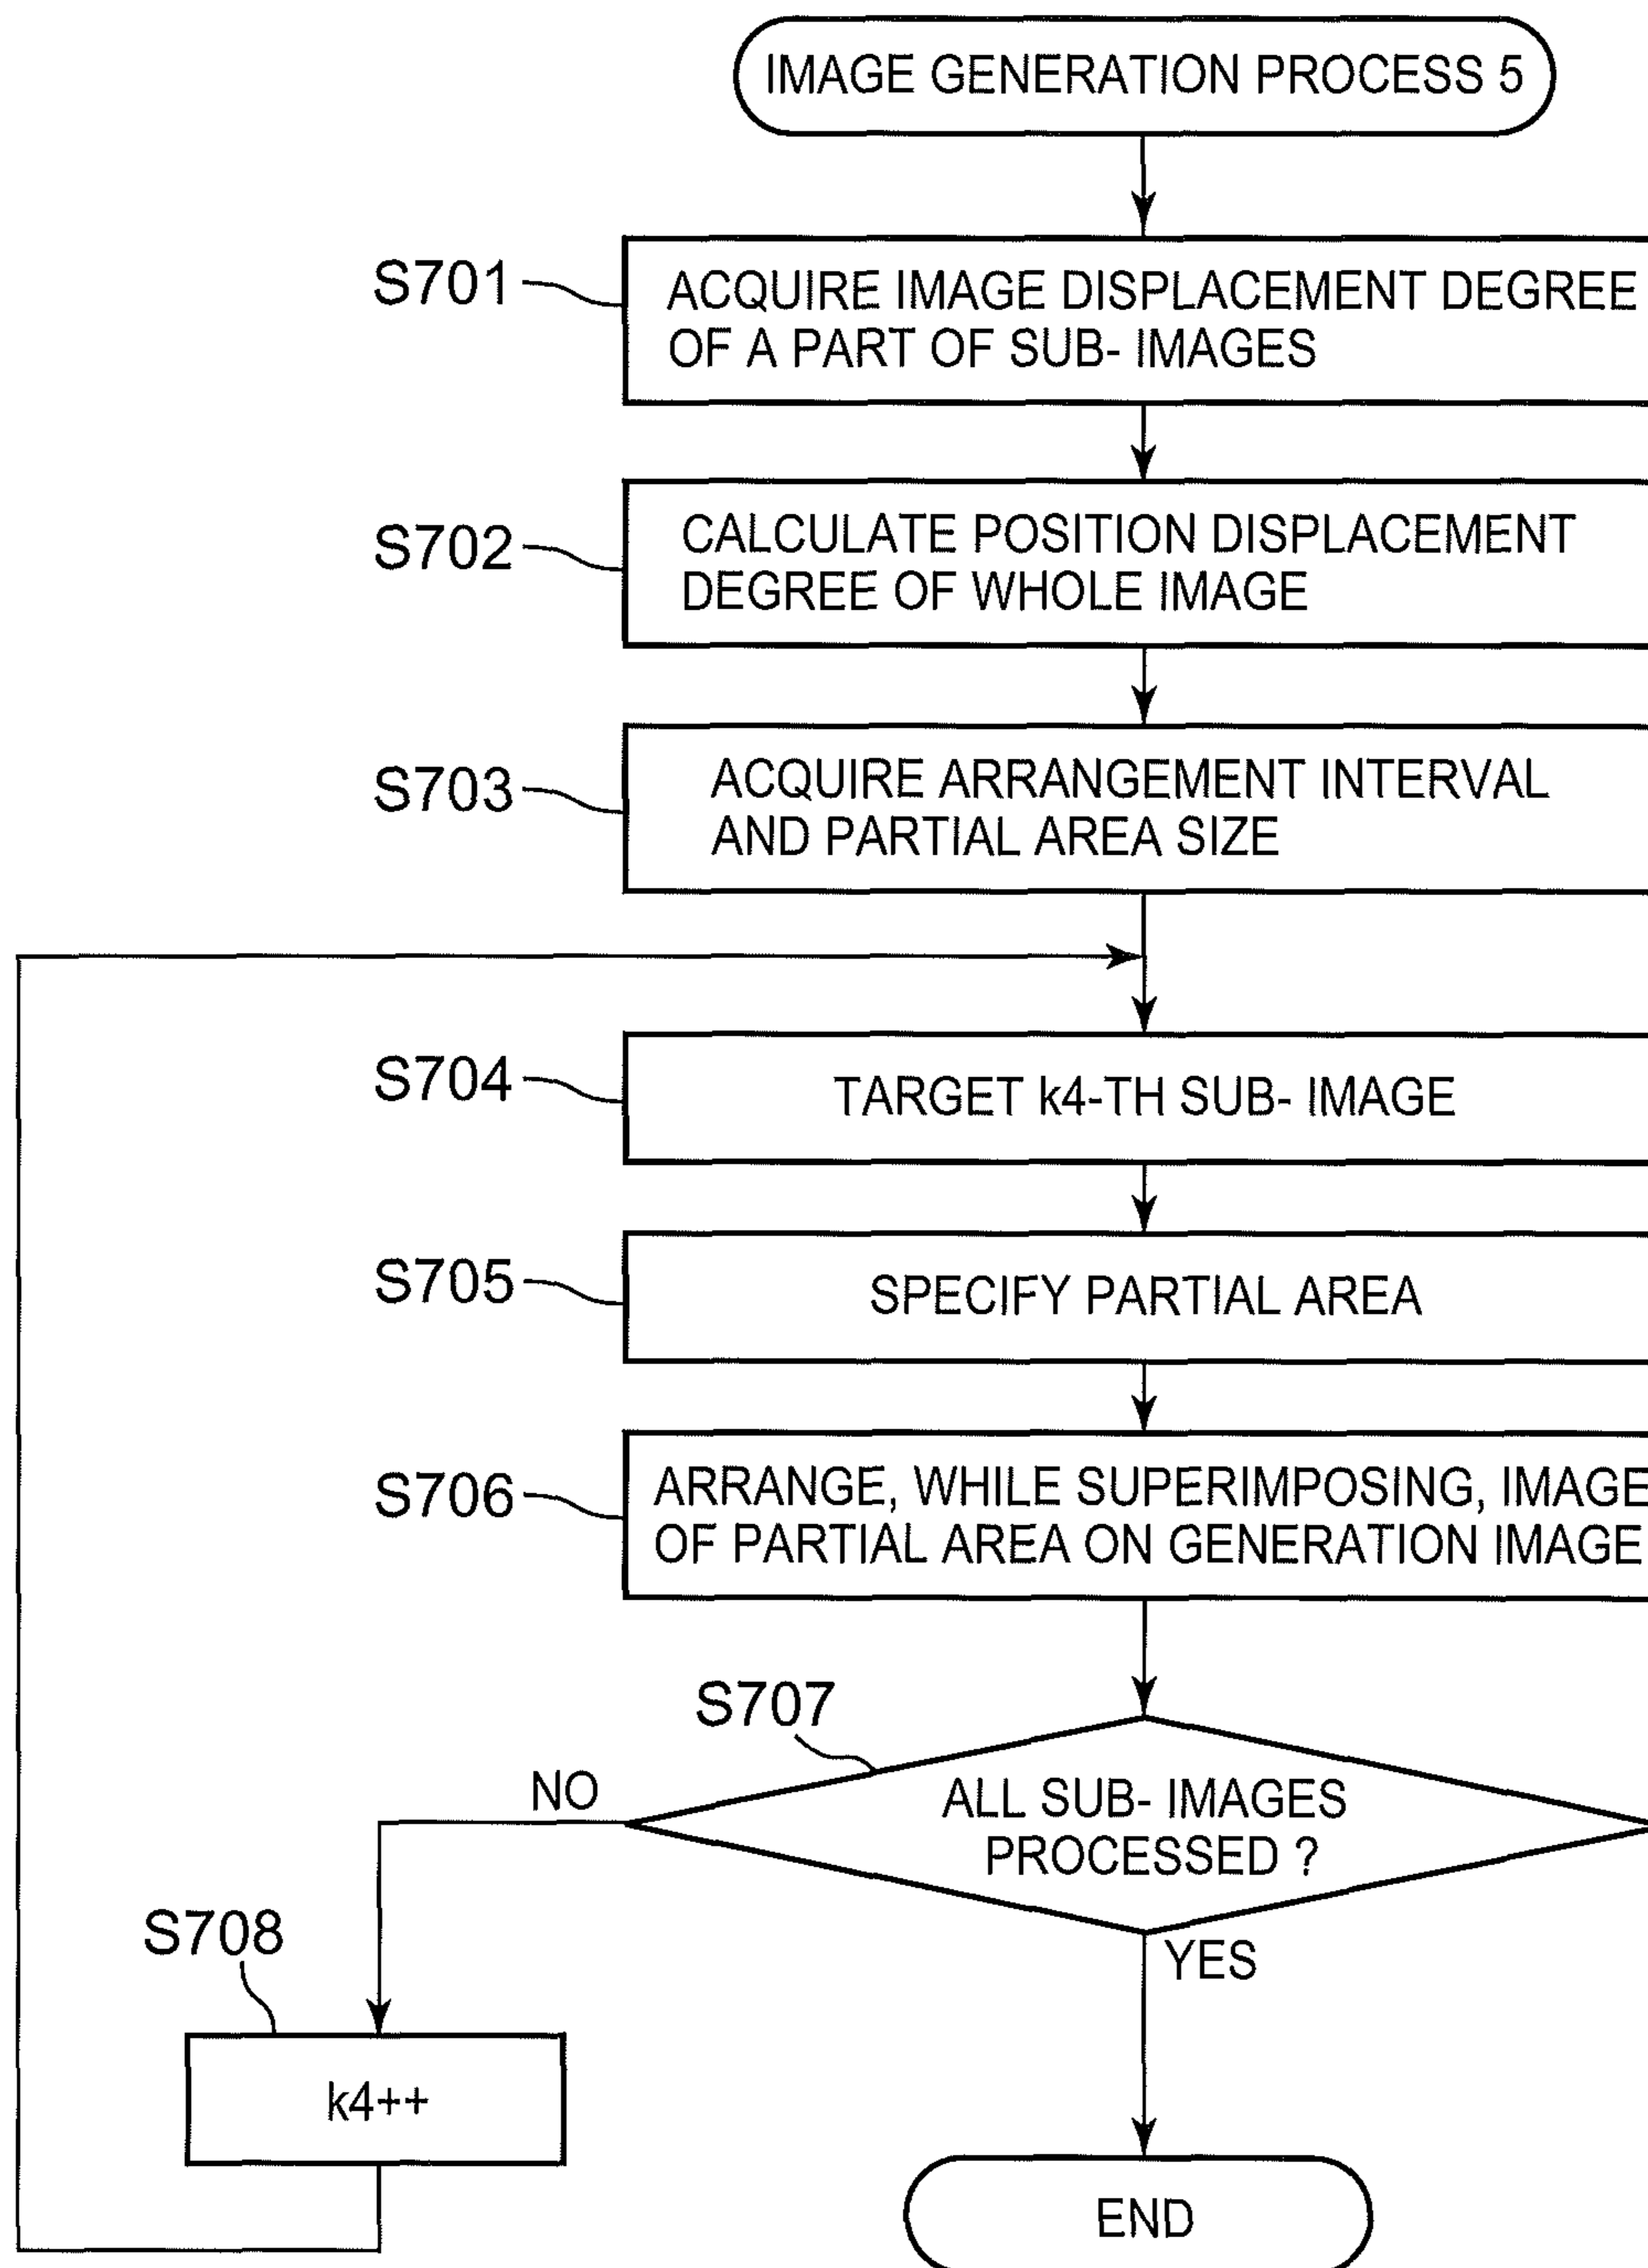 IMAGE GENERATION PROCESS 5
S701
ACQUIRE IMAGE DISPLACEMENT DEGREE
OF A PART OF SUB- IMAGES
S702
CALCULATE POSITION DISPLACEMENT
DEGREE OF WHOLE IMAGE
S703
ACQUIRE ARRANGEMENT INTERVAL
AND PARTIAL AREA SIZE
S704
TARGET k4-TH SUB- IMAGE
S705
SPECIFY PARTIAL AREA
S706
ARRANGE, WHILE SUPERIMPOSING, IMAGE
OF PARTIAL AREA ON GENERATION IMAGE
S707
ALL SUB- IMAGES
PROCESSED ?
NO
YES
S708
k4++
END